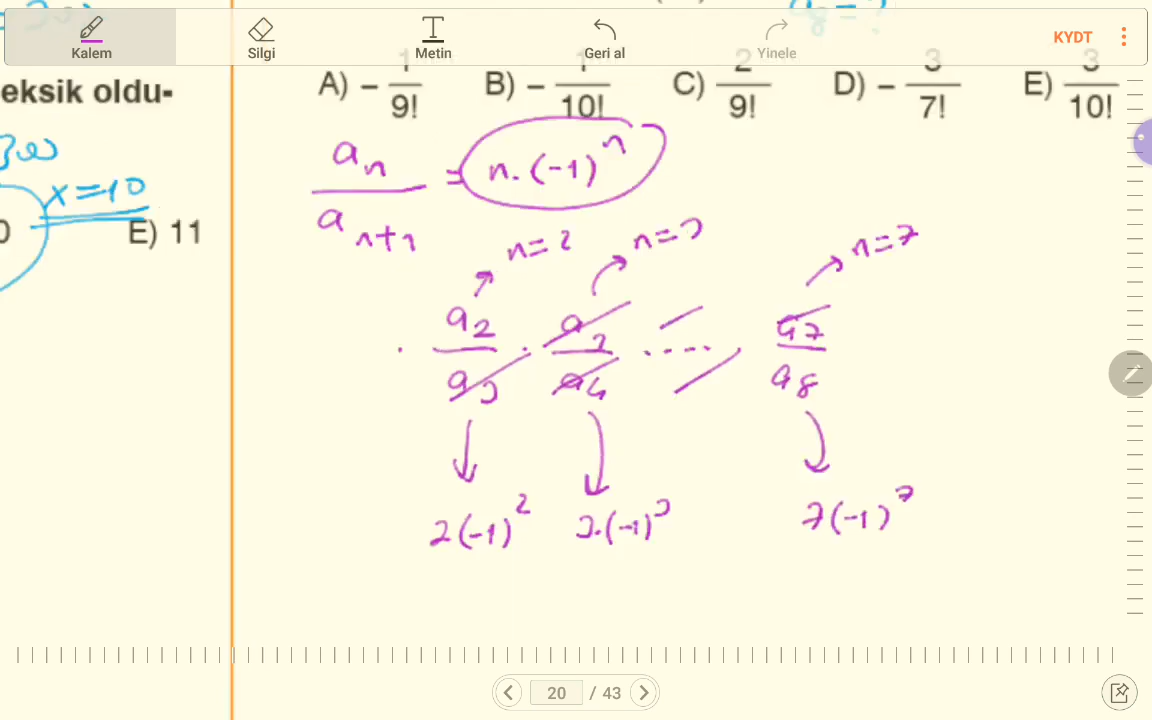 Kalem Silgi Metin Geri al Yinele KYDT
eksik oldu-
A) - 1/9! B) - 1/10! C) 2/9! D) - 3/7! E) 3/10!
x=10
E) 11
a_n / a_{n+1} = n.(-1)^n
n=2 n=3 n=7
. a2/a3 . a3/a4 ..... . a7/a8
2(-1)^2 3.(-1)^3 7(-1)^7
20 / 43